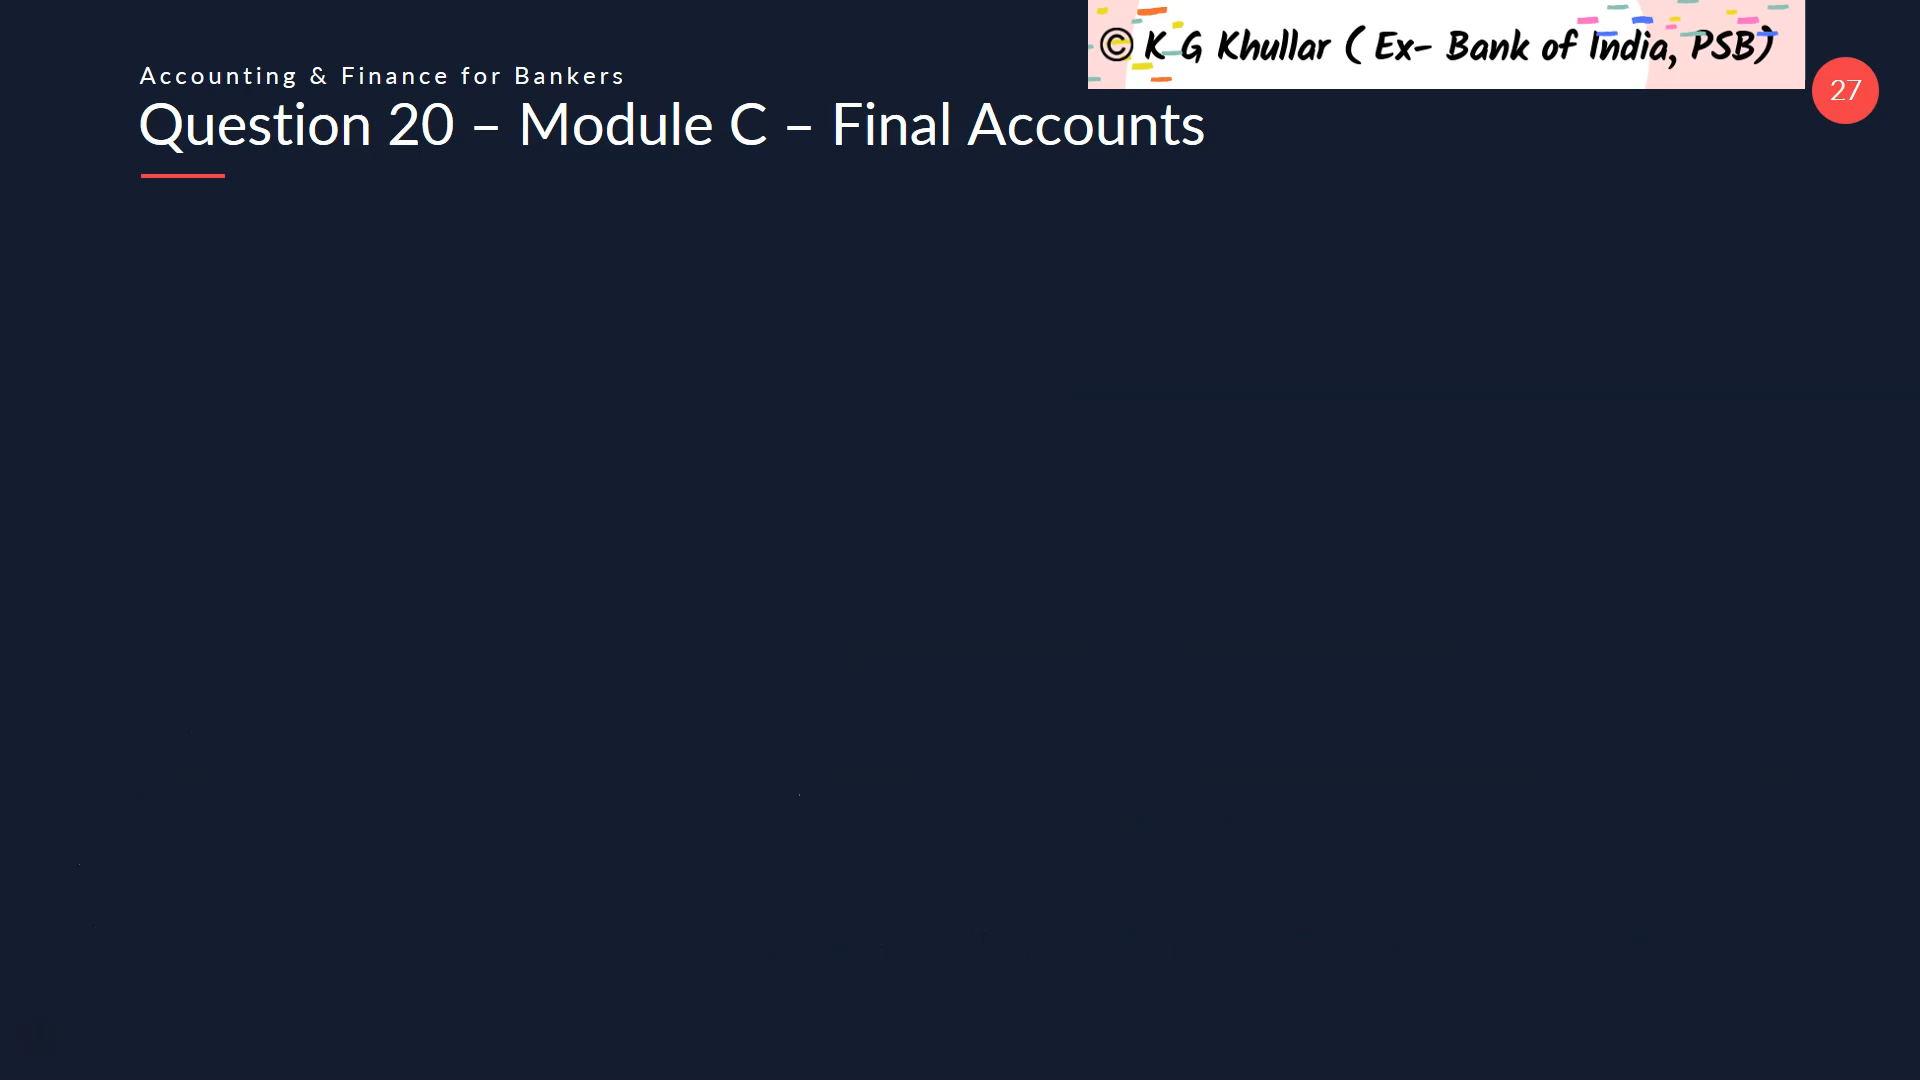 © K G Khullar ( Ex- Bank of India, PSB)
Accounting & Finance for Bankers
27
Question 20 – Module C – Final Accounts